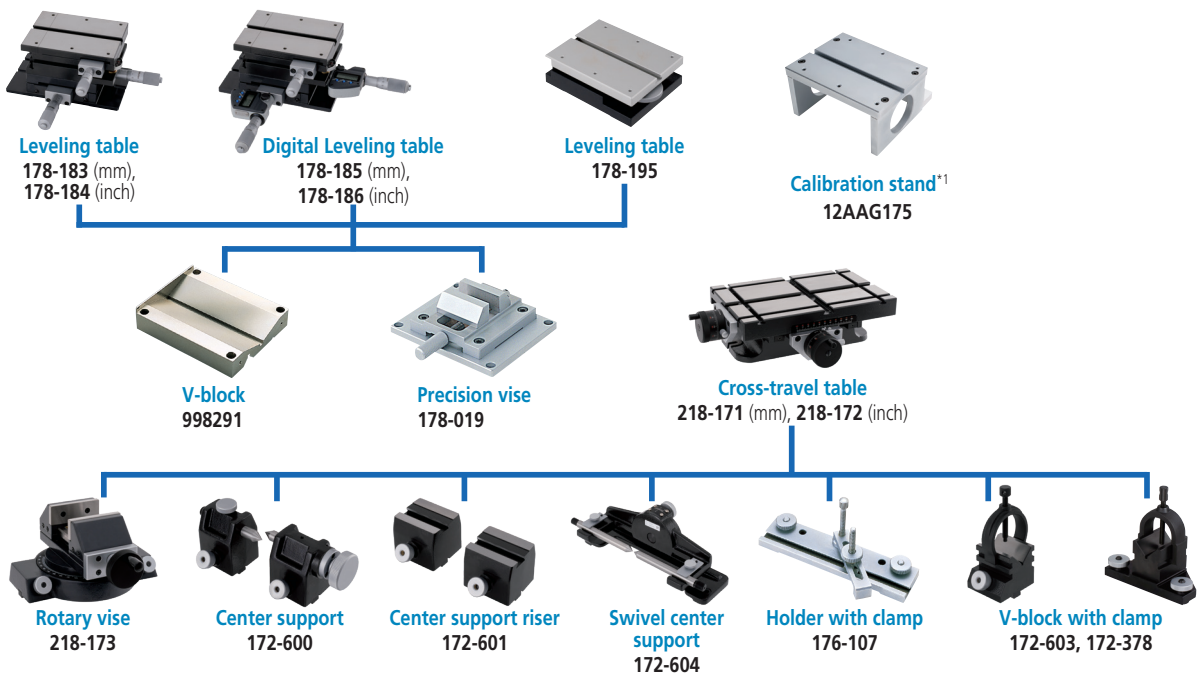 Leveling table
178-183 (mm),
178-184 (inch)
Digital Leveling table
178-185 (mm),
178-186 (inch)
Leveling table
178-195
Calibration stand*1
12AAG175
V-block
998291
Precision vise
178-019
Cross-travel table
218-171 (mm), 218-172 (inch)
Rotary vise
218-173
Center support
172-600
Center support riser
172-601
Swivel center
support
172-604
Holder with clamp
176-107
V-block with clamp
172-603, 172-378